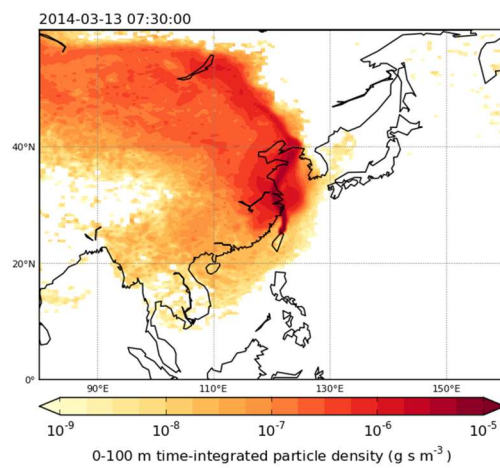 2014-03-13 07:30:00
40°N
20°N
0°
90°E 110°E 130°E 150°E
10⁻⁹ 10⁻⁸ 10⁻⁷ 10⁻⁶ 10⁻⁵
0-100 m time-integrated particle density (g s m⁻³)